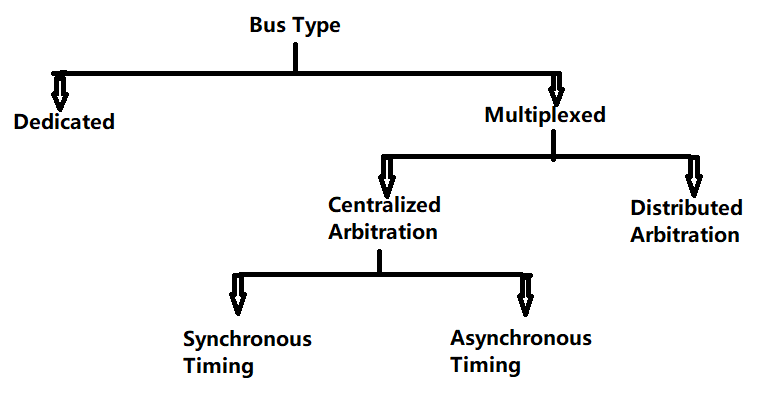 Bus Type
Dedicated
Multiplexed
Centralized
Arbitration
Distributed
Arbitration
Synchronous
Timing
Asynchronous
Timing